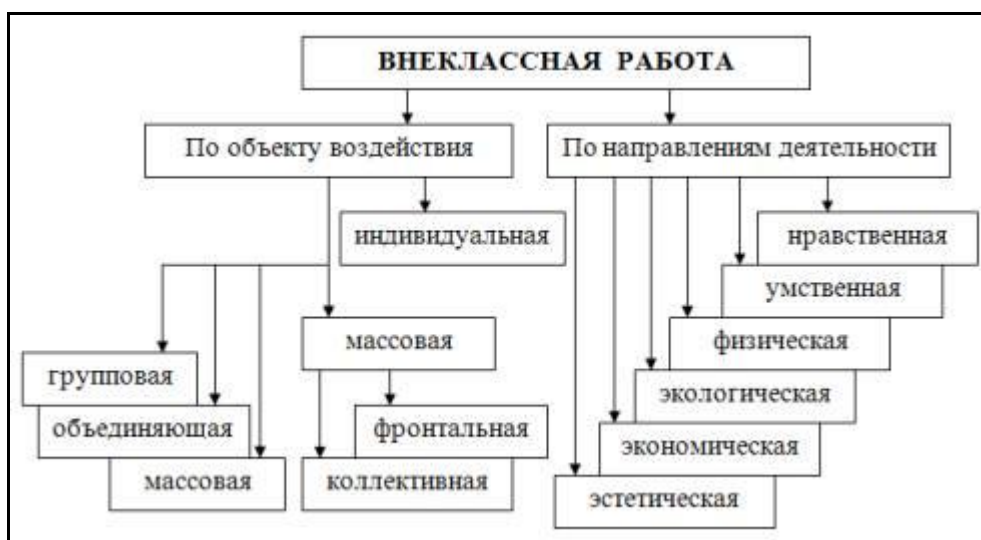 ВНЕКЛАССНАЯ РАБОТА
По объекту воздействия
По направлениям деятельности
индивидуальная
нравственная
умственная
массовая
физическая
групповая
экологическая
объединяющая
фронтальная
экономическая
массовая
коллективная
эстетическая